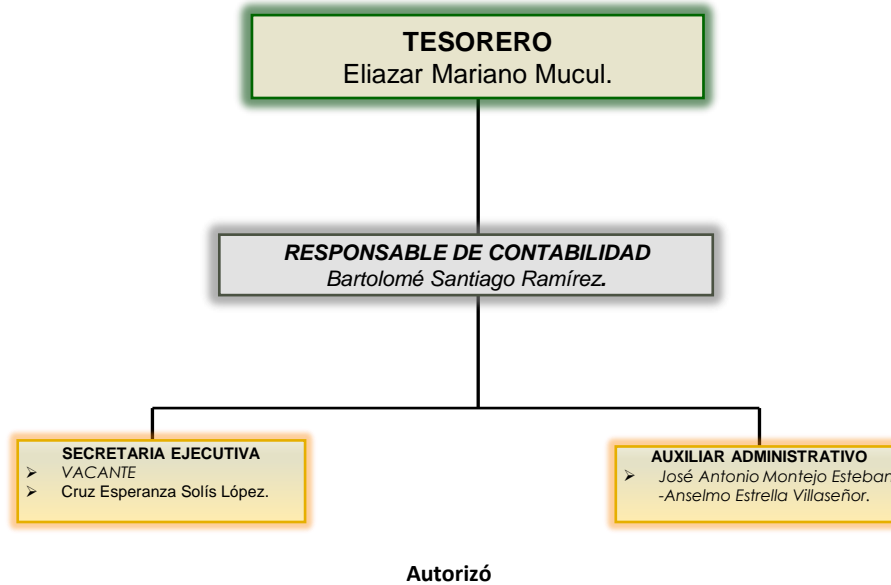 TESORERO
Eliazar Mariano Mucul.
RESPONSABLE DE CONTABILIDAD
Bartolomé Santiago Ramírez.
SECRETARIA EJECUTIVA
➢ VACANTE
➢ Cruz Esperanza Solís López.
AUXILIAR ADMINISTRATIVO
➢ José Antonio Montejo Esteban
-Anselmo Estrella Villaseñor.
Autorizó